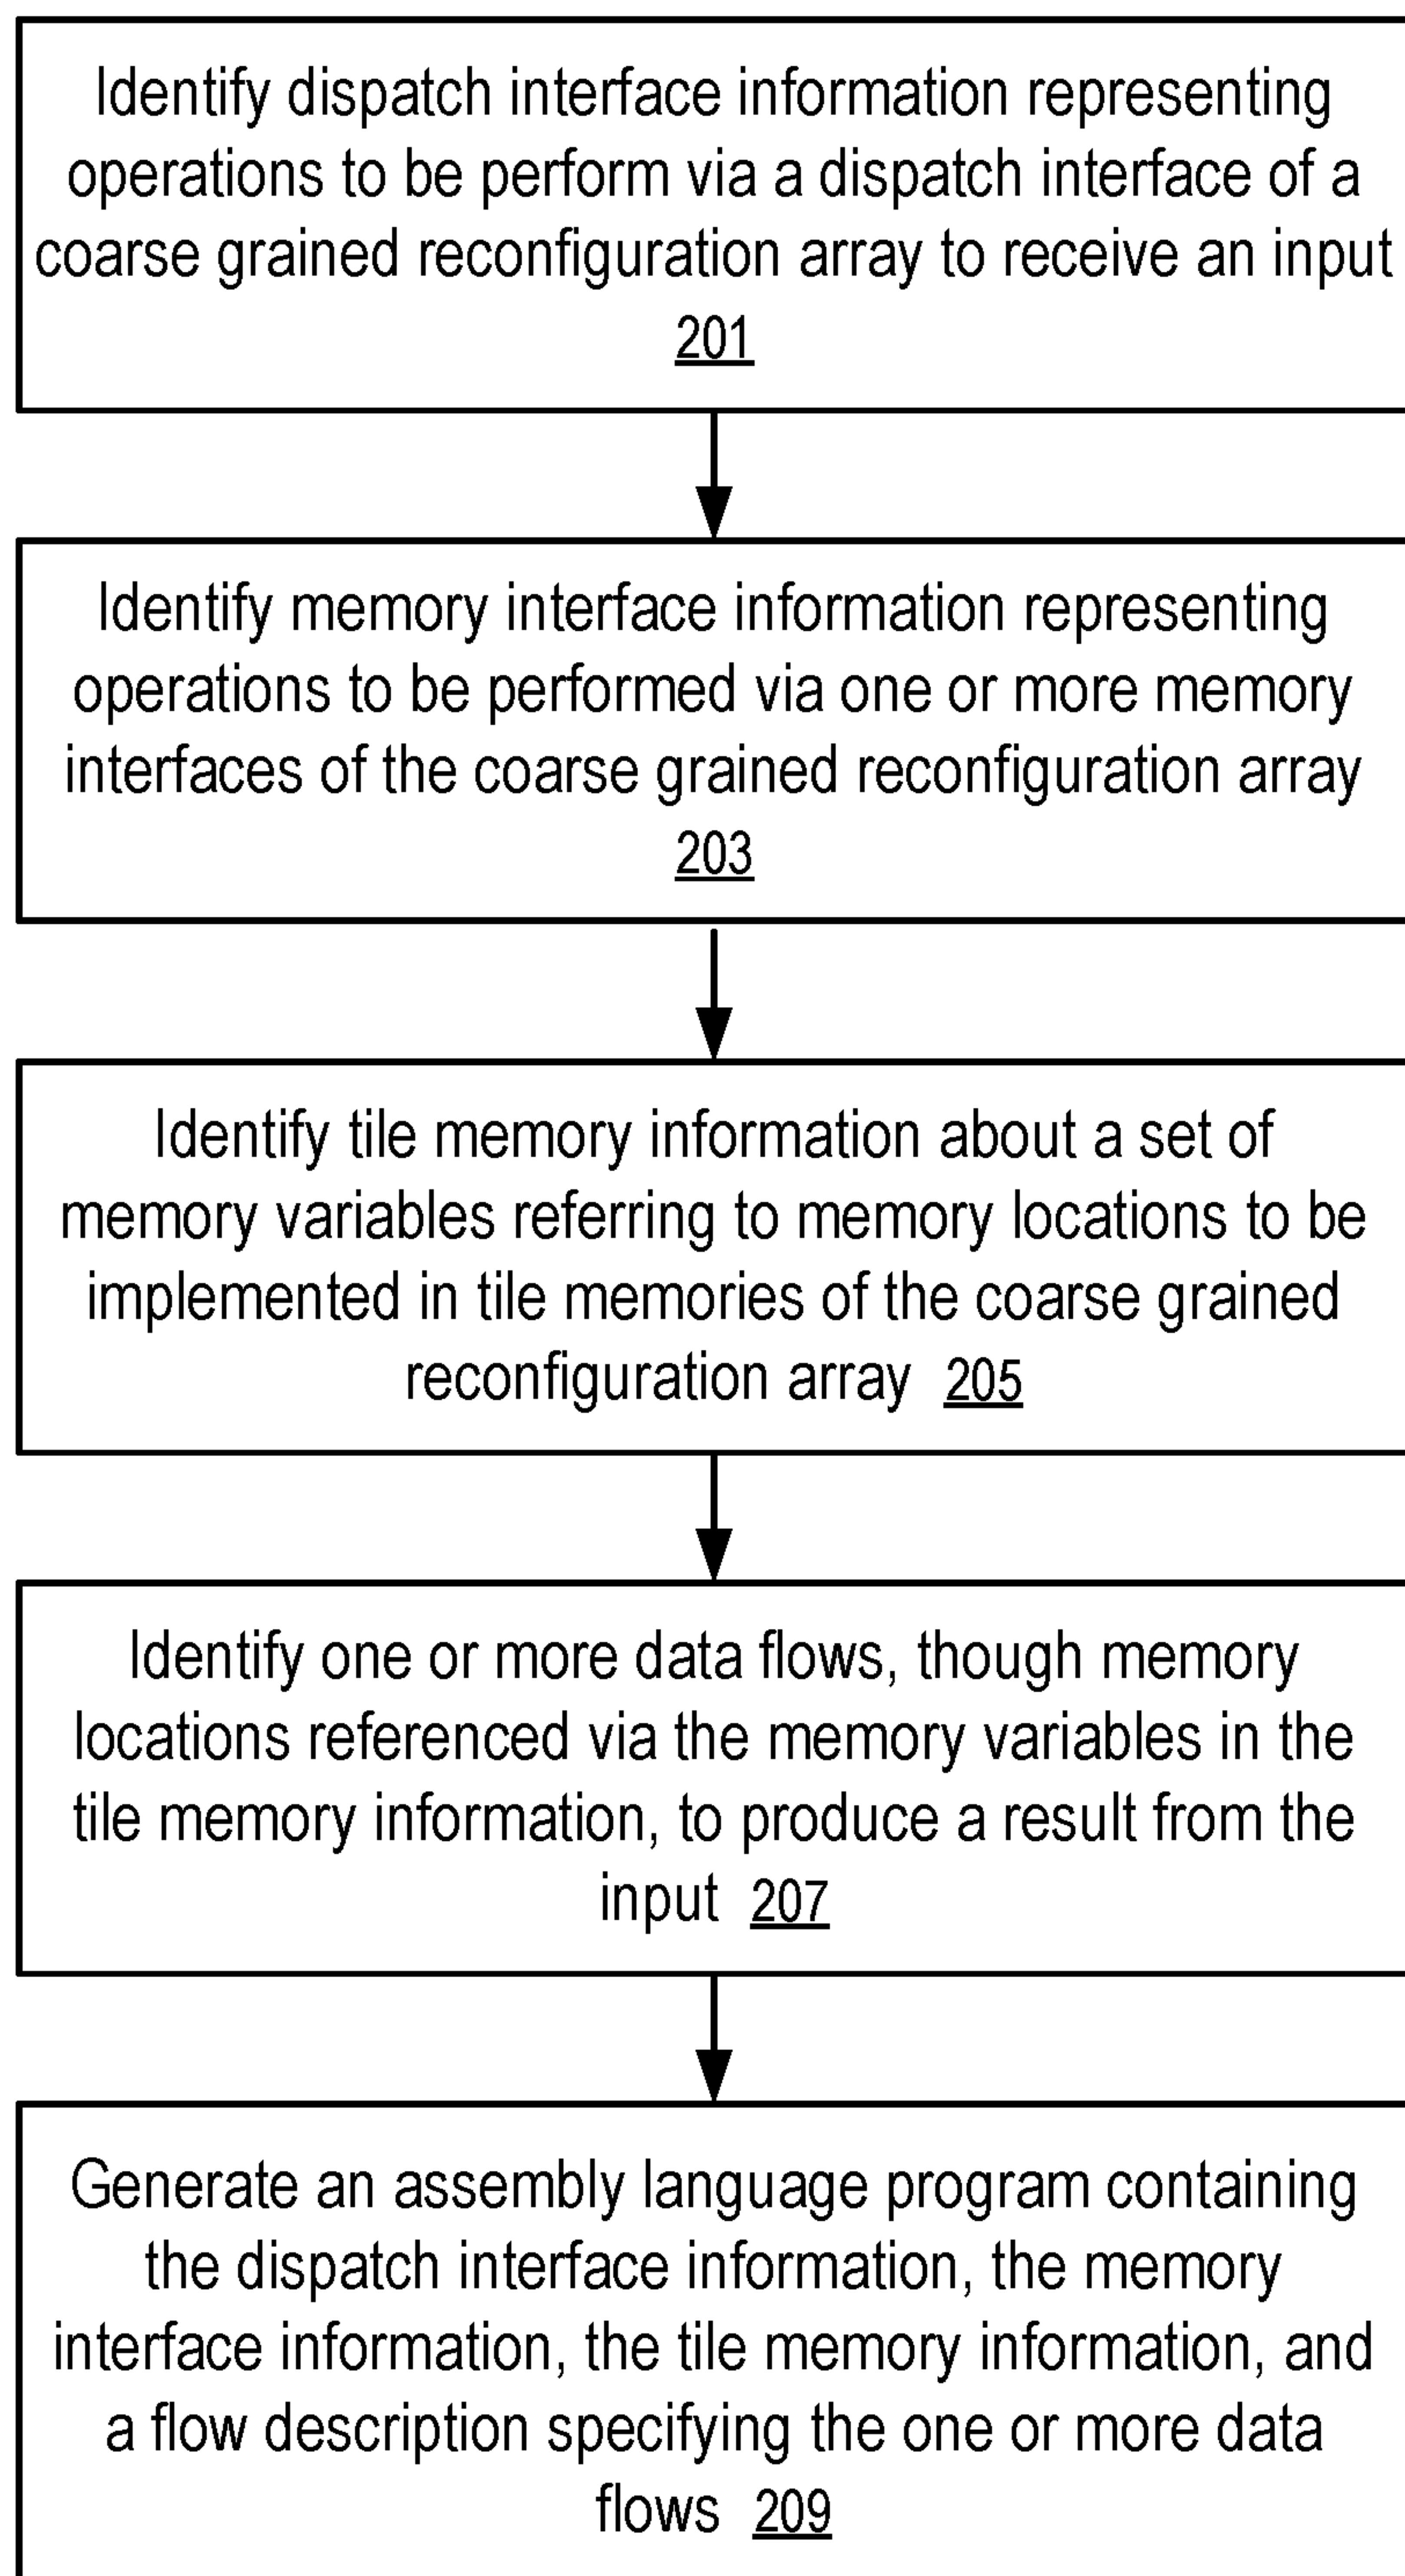 Identify dispatch interface information representing
operations to be perform via a dispatch interface of a
coarse grained reconfiguration array to receive an input
201
Identify memory interface information representing
operations to be performed via one or more memory
interfaces of the coarse grained reconfiguration array
203
Identify tile memory information about a set of
memory variables referring to memory locations to be
implemented in tile memories of the coarse grained
reconfiguration array 205
Identify one or more data flows, though memory
locations referenced via the memory variables in the
tile memory information, to produce a result from the
input 207
Generate an assembly language program containing
the dispatch interface information, the memory
interface information, the tile memory information, and
a flow description specifying the one or more data
flows 209